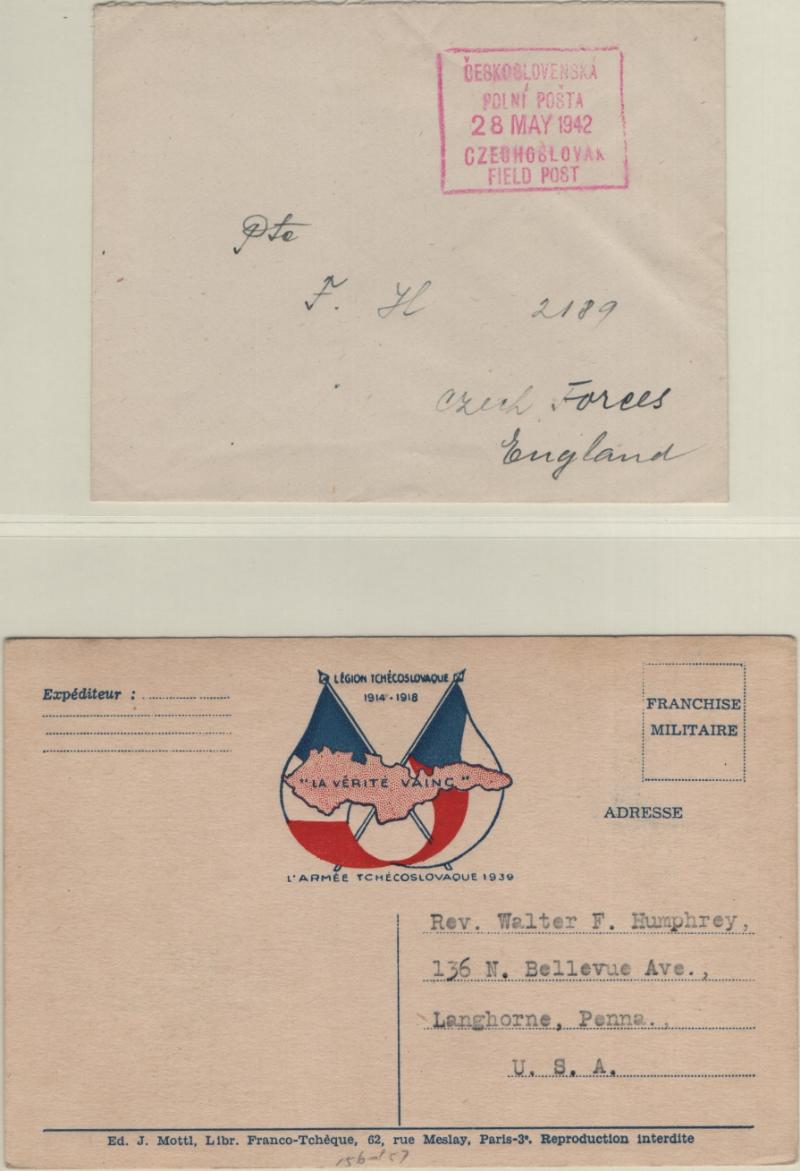 ČESKOSLOVENSKÁ
POLNÍ POŠTA
28 MAY 1942
CZECHOSLOVAK
FIELD POST
Pte
F. H 2189
Czech Forces
England
Expéditeur :
LÉGION TCHÉCOSLOVAQUE
1914-1918
"LA VÉRITÉ VAINC"
L'ARMÉE TCHÉCOSLOVAQUE 1939
FRANCHISE
MILITAIRE
ADRESSE
Rev. Walter F. Humphrey,
136 N. Bellevue Ave.,
Langhorne, Penna.,
U. S. A.
Ed. J. Mottl, Libr. Franco-Tchèque, 62, rue Meslay, Paris-3e. Reproduction interdite